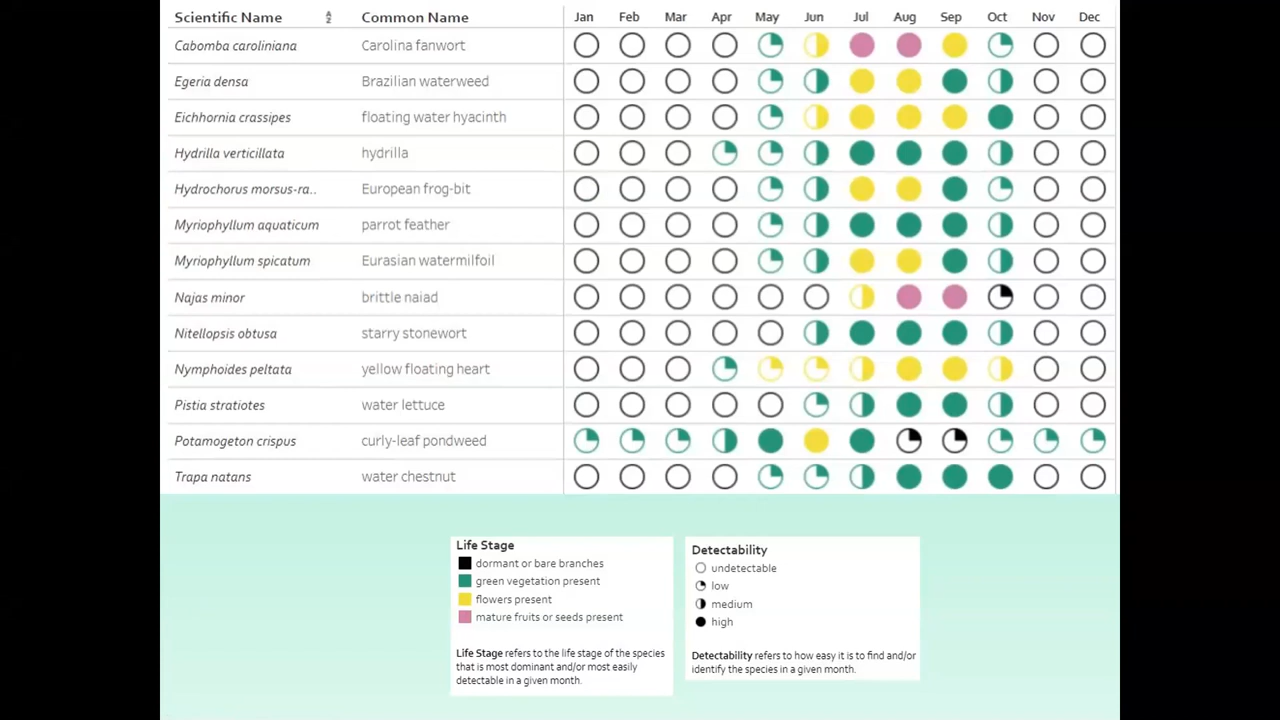 Scientific Name Common Name Jan Feb Mar Apr May Jun Jul Aug Sep Oct Nov Dec
Cabomba caroliniana Carolina fanwort
Egeria densa Brazilian waterweed
Eichhornia crassipes floating water hyacinth
Hydrilla verticillata hydrilla
Hydrochorus morsus-ra.. European frog-bit
Myriophyllum aquaticum parrot feather
Myriophyllum spicatum Eurasian watermilfoil
Najas minor brittle naiad
Nitellopsis obtusa starry stonewort
Nymphoides peltata yellow floating heart
Pistia stratiotes water lettuce
Potamogeton crispus curly-leaf pondweed
Trapa natans water chestnut
Life Stage
dormant or bare branches
green vegetation present
flowers present
mature fruits or seeds present
Life Stage refers to the life stage of the species
that is most dominant and/or most easily
detectable in a given month.
Detectability
undetectable
low
medium
high
Detectability refers to how easy it is to find and/or
identify the species in a given month.